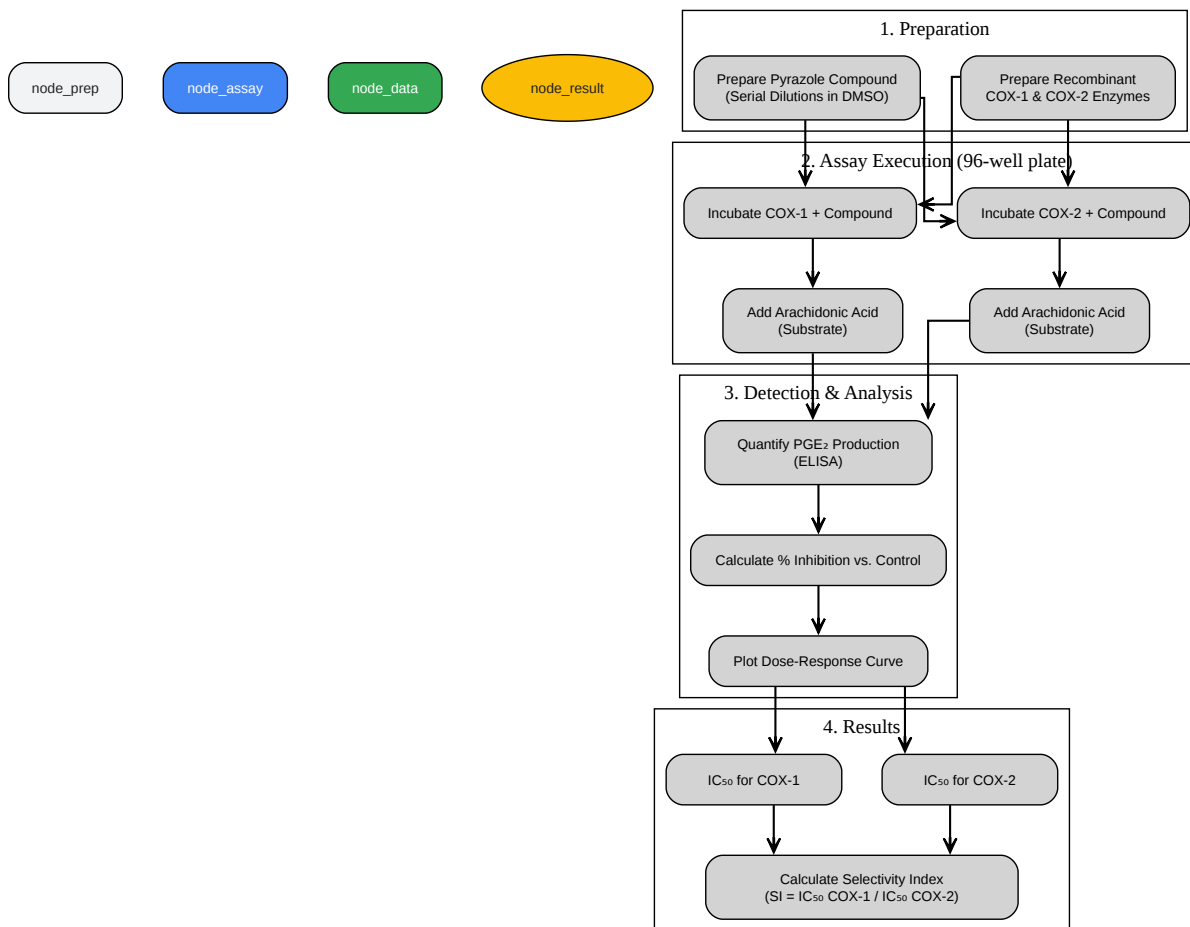 node_prep
node_assay
node_data
node_result
1. Preparation
Prepare Pyrazole Compound
(Serial Dilutions in DMSO)
Prepare Recombinant
COX-1 & COX-2 Enzymes
2. Assay Execution (96-well plate)
Incubate COX-1 + Compound
Incubate COX-2 + Compound
Add Arachidonic Acid
(Substrate)
Add Arachidonic Acid
(Substrate)
3. Detection & Analysis
Quantify PGE₂ Production
(ELISA)
Calculate % Inhibition vs. Control
Plot Dose-Response Curve
4. Results
IC₅₀ for COX-1
IC₅₀ for COX-2
Calculate Selectivity Index
(SI = IC₅₀ COX-1 / IC₅₀ COX-2)